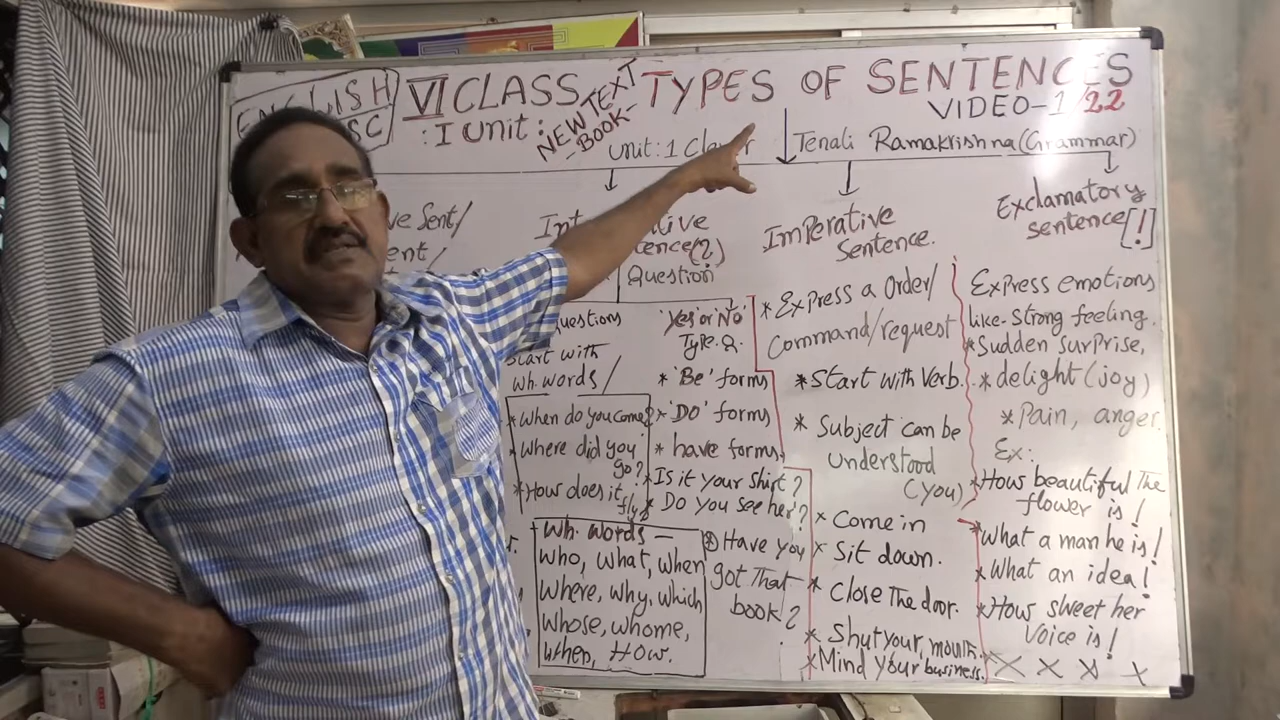 ENGLISH
SC
VI CLASS
: I Unit :
NEW TEXT
- BOOK -
TYPES OF SENTENCES
VIDEO-1/22
Unit: 1
Tenali Ramakrishna (Grammar)
ve Sent/
ent/
Sentence (?)
Question
uestions
Start with
Wh. words/
* When do you come?
* Where did you
go?
* How does it
fly?
Wh. words —
Who, what, when
Where, why, which
Whose, whome,
When, How.
'Yes or No'
Type. Q.
* 'Be' forms
* 'DO' forms
* have forms.
* Is it your shirt?
* Do you see her?
* Have you
got that
book?
Imperative
Sentence.
* Express a Order/
Command/request
* Start with Verb.
* Subject can be
Understood
(You)
* Come in
* Sit down.
* Close The door.
* Shut your, mouth.
* Mind your business.
Exclamatory
sentence [!]
Express emotions
like - Strong feeling.
* Sudden surprise,
* delight (joy)
* Pain, anger.
Ex:
* How beautiful The
flower is!
* What a man he is!
* What an idea!
* How sweet her
Voice is!
X X X X